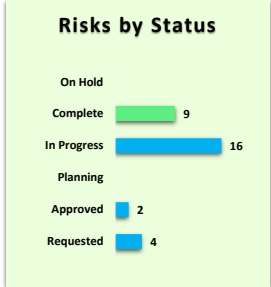 Risks by Status
On Hold
Complete 9
In Progress 16
Planning
Approved 2
Requested 4